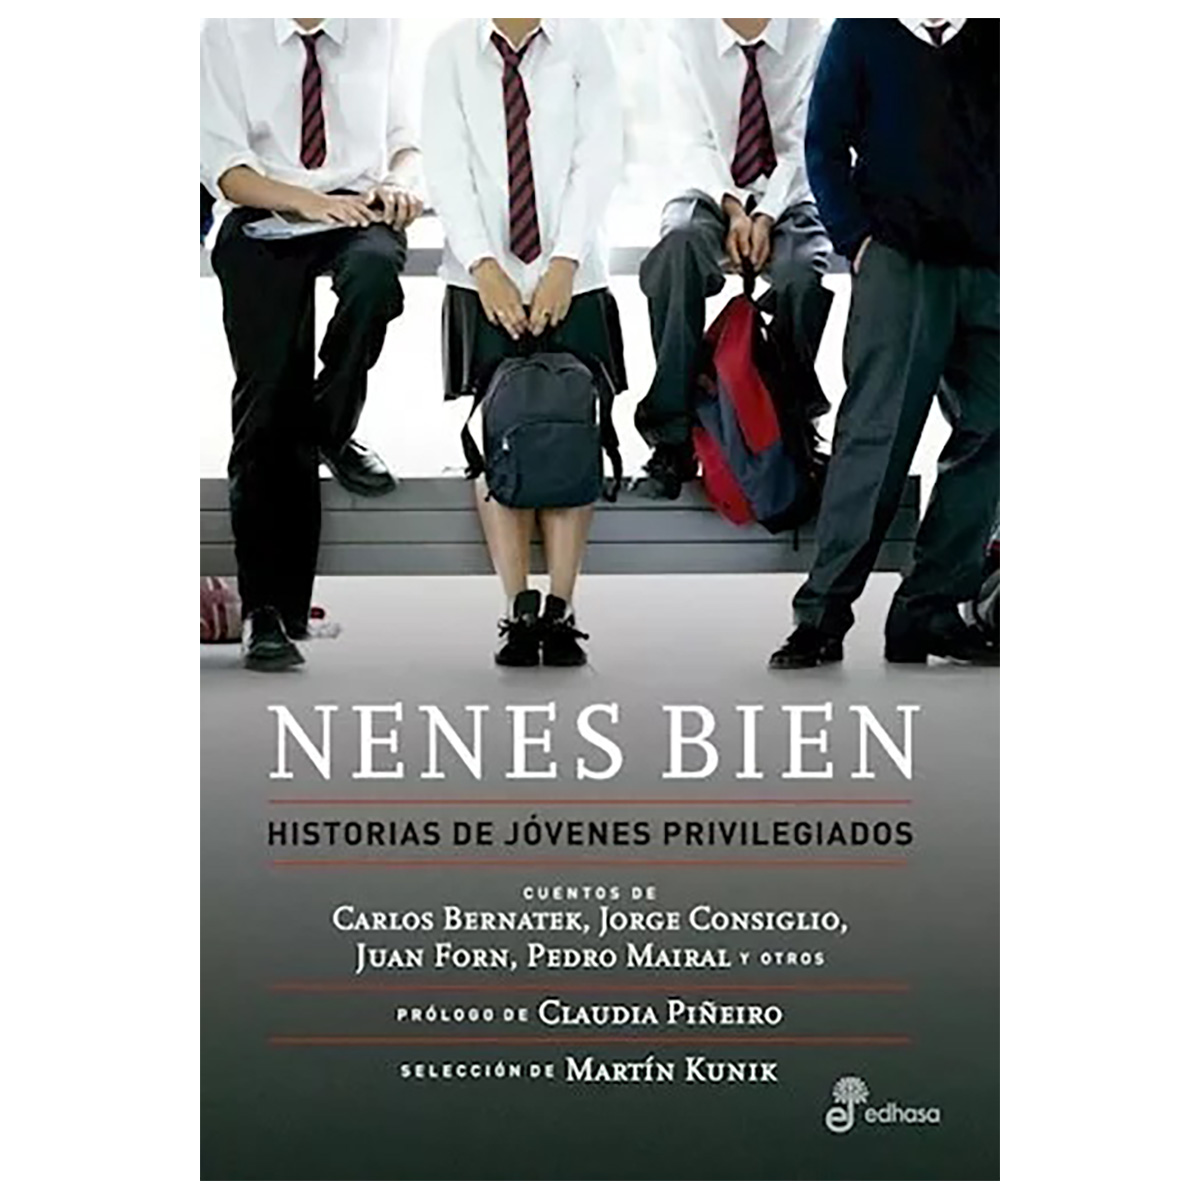 NENES BIEN
HISTORIAS DE JÓVENES PRIVILEGIADOS
CUENTOS DE
CARLOS BERNATEK, JORGE CONSIGLIO,
JUAN FORN, PEDRO MAIRAL Y OTROS
PRÓLOGO DE CLAUDIA PIÑEIRO
SELECCIÓN DE MARTÍN KUNIK
edhasa